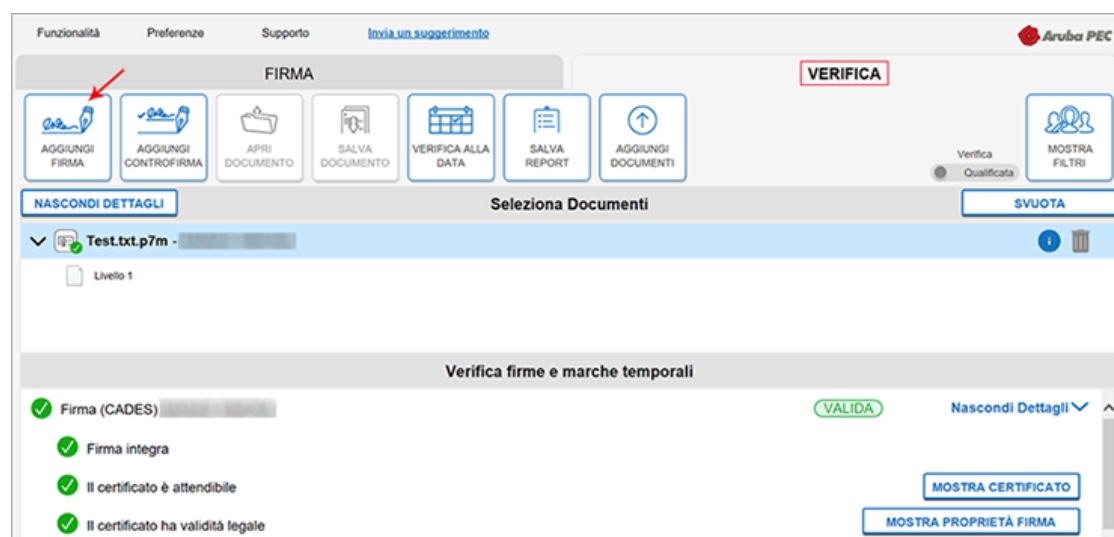 Funzionalità Preferenze Supporto Invia un suggerimento Aruba PEC
FIRMA VERIFICA
AGGIUNGI FIRMA
AGGIUNGI CONTROFIRMA
APRI DOCUMENTO
SALVA DOCUMENTO
VERIFICA ALLA DATA
SALVA REPORT
AGGIUNGI DOCUMENTI
Verifica
Qualificata
MOSTRA FILTRI
NASCONDI DETTAGLI Seleziona Documenti SVUOTA
Test.txt.p7m -
Livello 1
Verifica firme e marche temporali
Firma (CADES) VALIDA Nascondi Dettagli
Firma integra
Il certificato è attendibile MOSTRA CERTIFICATO
Il certificato ha validità legale MOSTRA PROPRIETÀ FIRMA